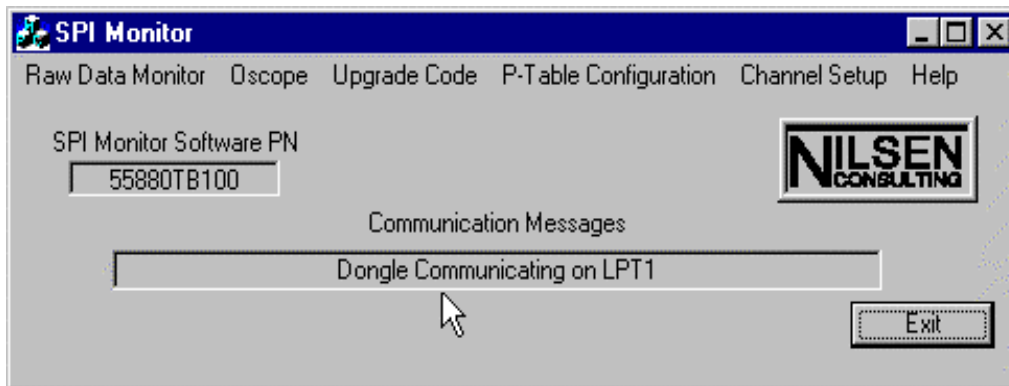 SPI Monitor
Raw Data Monitor Oscope Upgrade Code P-Table Configuration Channel Setup Help
SPI Monitor Software PN
55880TB100
NILSEN
CONSULTING
Communication Messages
Dongle Communicating on LPT1
Exit